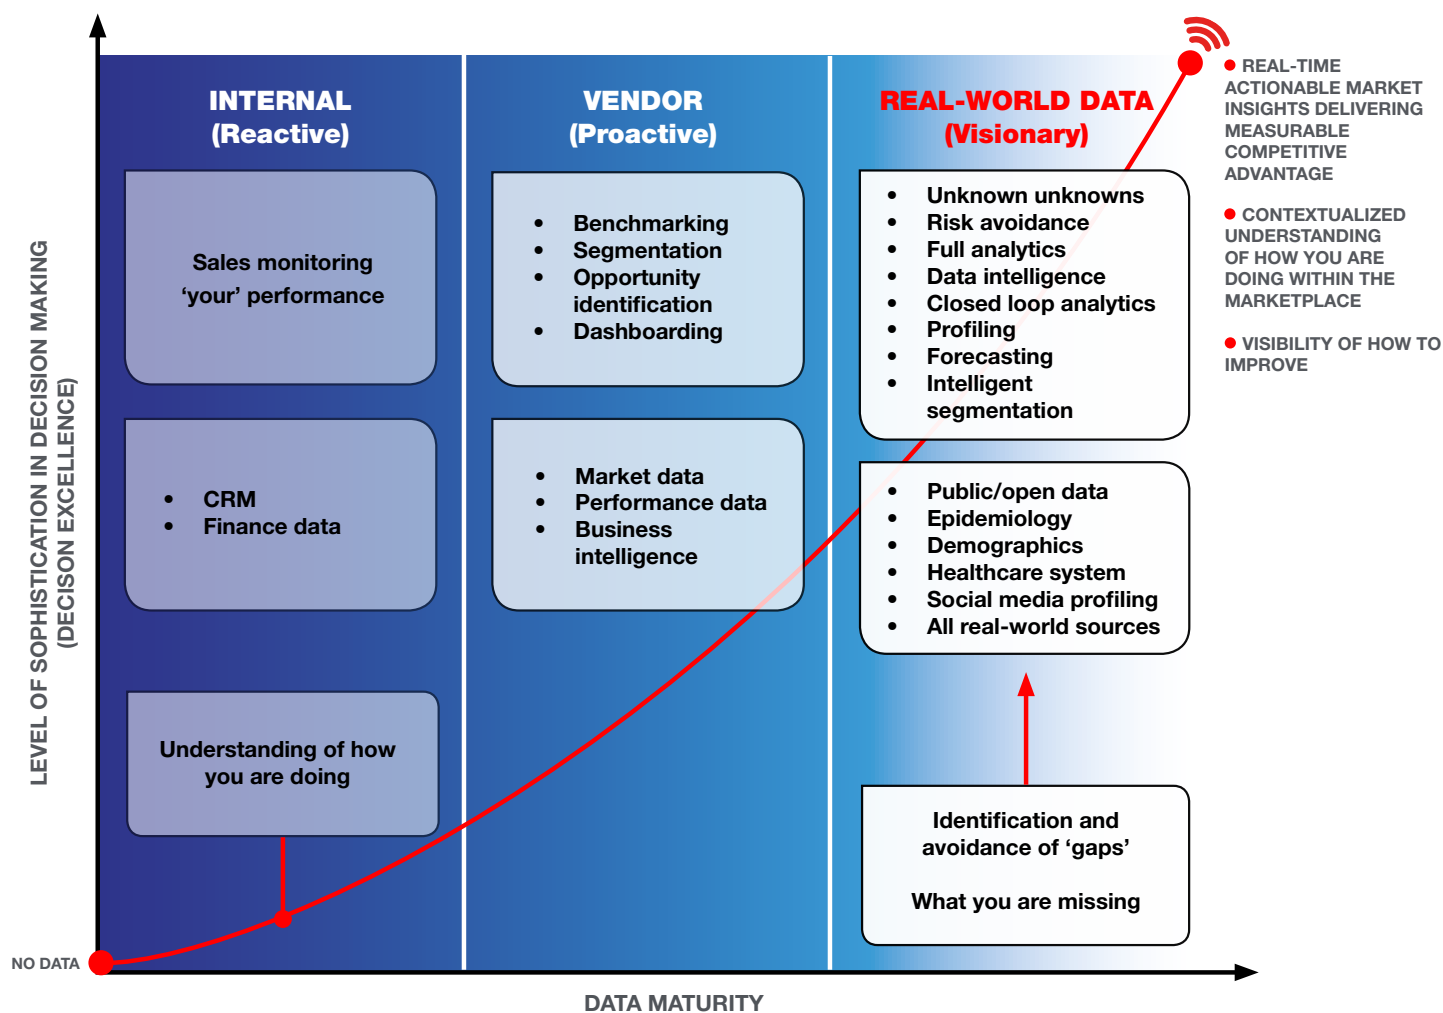 LEVEL OF SOPHISTICATION IN DECISON MAKING
(DECISION EXCELLENCE)
INTERNAL
(Reactive)
Sales monitoring
‘your’ performance
• CRM
• Finance data
Understanding of how
you are doing
VENDOR
(Proactive)
• Benchmarking
• Segmentation
• Opportunity
identification
• Dashboarding
• Market data
• Performance data
• Business
intelligence
REAL-WORLD DATA
(Visionary)
• Unknown unknowns
• Risk avoidance
• Full analytics
• Data intelligence
• Closed loop analytics
• Profiling
• Forecasting
• Intelligent
segmentation
• Public/open data
• Epidemiology
• Demographics
• Healthcare system
• Social media profiling
• All real-world sources
Identification and
avoidance of ‘gaps’
What you are missing
• REAL-TIME
ACTIONABLE MARKET
INSIGHTS DELIVERING
MEASURABLE
COMPETITIVE
ADVANTAGE
• CONTEXTUALIZED
UNDERSTANDING
OF HOW YOU ARE
DOING WITHIN THE
MARKETPLACE
• VISIBILITY OF HOW TO
IMPROVE
NO DATA
DATA MATURITY